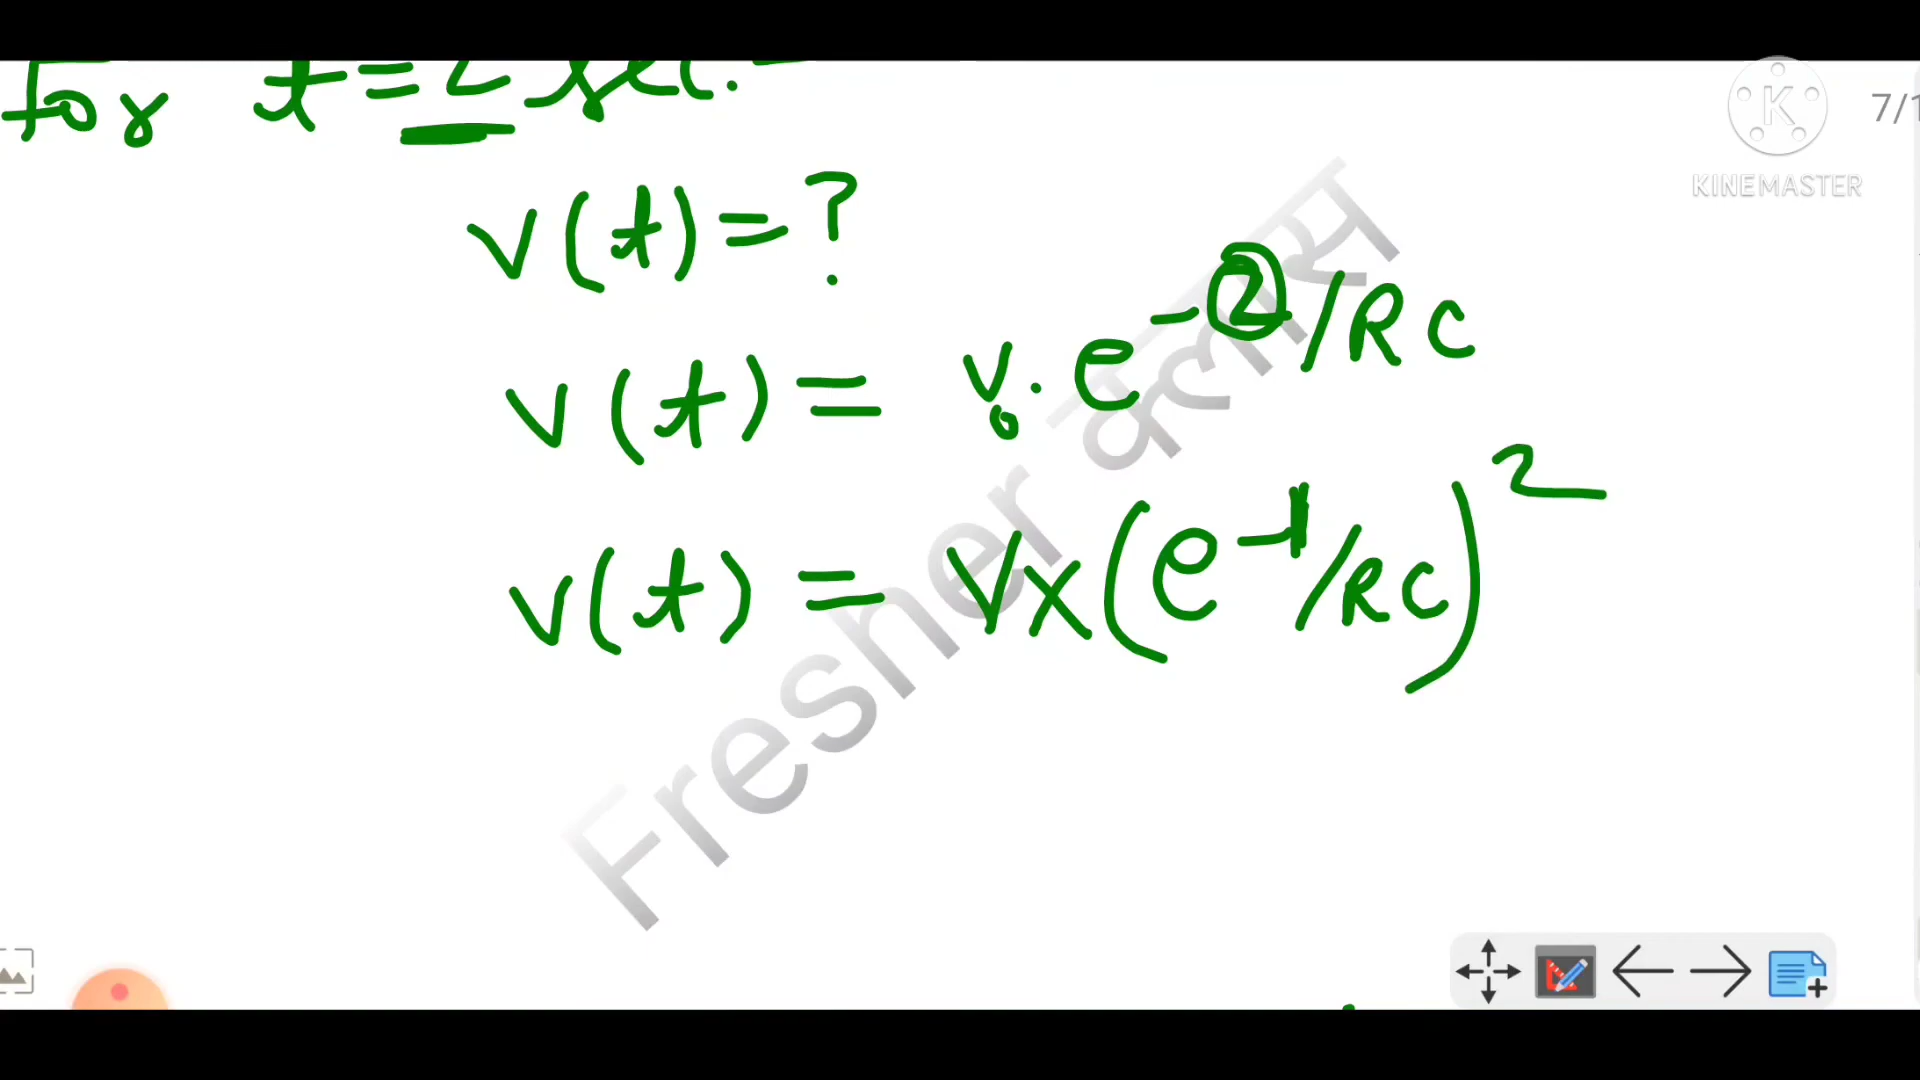 For t = 2 sec. -
7/1
KINEMASTER
v(t) = ?
v(t) = v₀. e^-2/RC
v(t) = V x (e^-1/RC)^2
Fresher क्लास